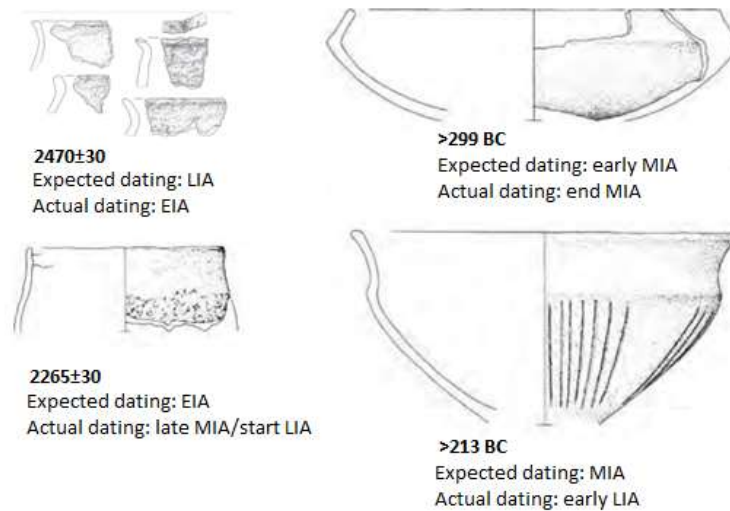 2470±30
Expected dating: LIA
Actual dating: EIA
>299 BC
Expected dating: early MIA
Actual dating: end MIA
2265±30
Expected dating: EIA
Actual dating: late MIA/start LIA
>213 BC
Expected dating: MIA
Actual dating: early LIA